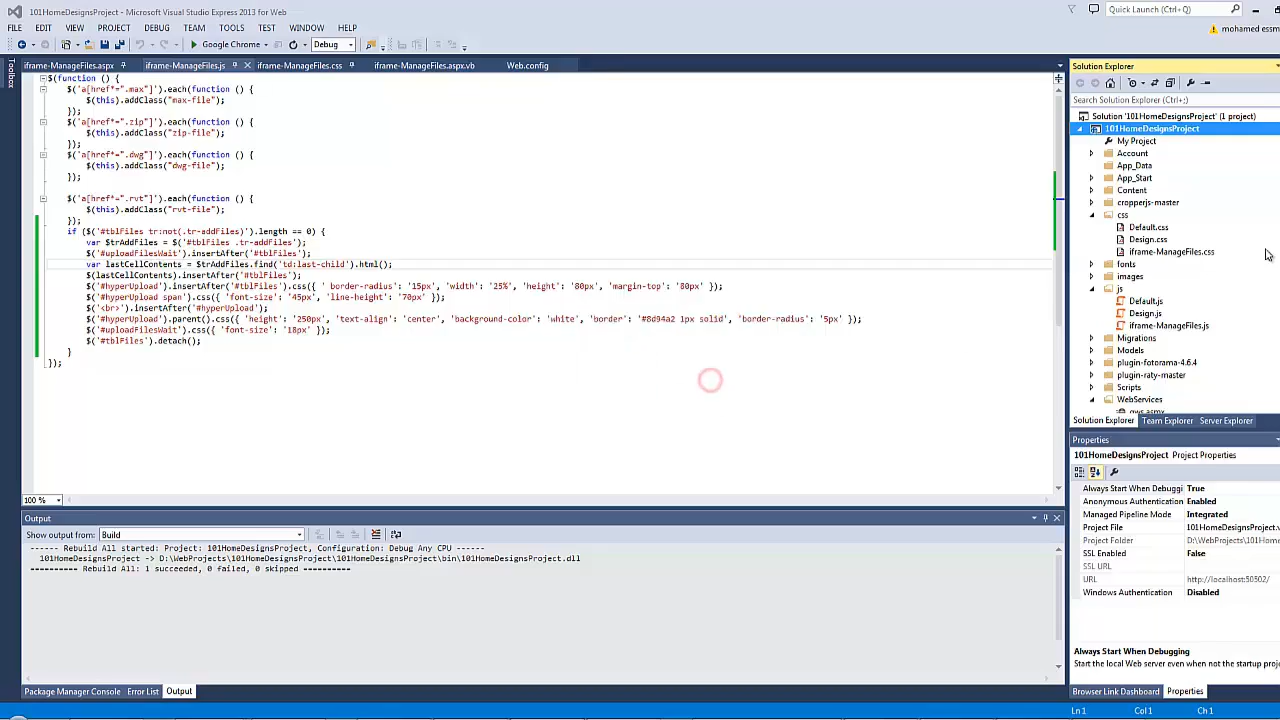 101HomeDesignsProject - Microsoft Visual Studio Express 2013 for Web
Quick Launch (Ctrl+Q)
FILE EDIT VIEW PROJECT DEBUG TEAM TOOLS TEST WINDOW HELP
mohamed essm
Google Chrome
Debug
Toolbox
iframe-ManageFiles.aspx
iframe-ManageFiles.js
iframe-ManageFiles.css
iframe-ManageFiles.aspx.vb
Web.config
$(function () {
$('a[href*=".max"]').each(function () {
$(this).addClass("max-file");
});
$('a[href*=".zip"]').each(function () {
$(this).addClass("zip-file");
});
$('a[href*=".dwg"]').each(function () {
$(this).addClass("dwg-file");
});
$('a[href*=".rvt"]').each(function () {
$(this).addClass("rvt-file");
});
if ($('#tblFiles tr:not(.tr-addFiles)').length == 0) {
var $trAddFiles = $('#tblFiles .tr-addFiles');
$('#uploadFilesWait').insertAfter('#tblFiles');
var lastCellContents = $trAddFiles.find('td:last-child').html();
$(lastCellContents).insertAfter('#tblFiles');
$('#hyperUpload').insertAfter('#tblFiles').css({ ' border-radius': '15px', 'width': '25%', 'height': '80px', 'margin-top': '80px' });
$('#hyperUpload span').css({ 'font-size': '45px', 'line-height': '70px' });
$('<br>').insertAfter('#hyperUpload');
$('#hyperUpload').parent().css({ 'height': '250px', 'text-align': 'center', 'background-color': 'white', 'border': '#8d94a2 1px solid', 'border-radius': '5px' });
$('#uploadFilesWait').css({ 'font-size': '18px' });
$('#tblFiles').detach();
}
});
100 %
Output
Show output from: Build
------ Rebuild All started: Project: 101HomeDesignsProject, Configuration: Debug Any CPU ------
101HomeDesignsProject -> D:\WebProjects\101HomeDesignsProject\101HomeDesignsProject\bin\101HomeDesignsProject.dll
========== Rebuild All: 1 succeeded, 0 failed, 0 skipped ==========
Package Manager Console Error List Output
Solution Explorer
Search Solution Explorer (Ctrl+;)
Solution '101HomeDesignsProject' (1 project)
101HomeDesignsProject
My Project
Account
App_Data
App_Start
Content
cropperjs-master
css
Default.css
Design.css
iframe-ManageFiles.css
fonts
images
js
Default.js
Design.js
iframe-ManageFiles.js
Migrations
Models
plugin-fotorama-4.6.4
plugin-raty-master
Scripts
WebServices
Solution Explorer Team Explorer Server Explorer
Properties
101HomeDesignsProject Project Properties
Always Start When Debuggi True
Anonymous Authentication Enabled
Managed Pipeline Mode Integrated
Project File 101HomeDesignsProject.v
Project Folder D:\WebProjects\101Home
SSL Enabled False
SSL URL
URL http://localhost:50502/
Windows Authentication Disabled
Always Start When Debugging
Start the local Web server even when not the startup proje
Browser Link Dashboard Properties
Ln 1 Col 1 Ch 1